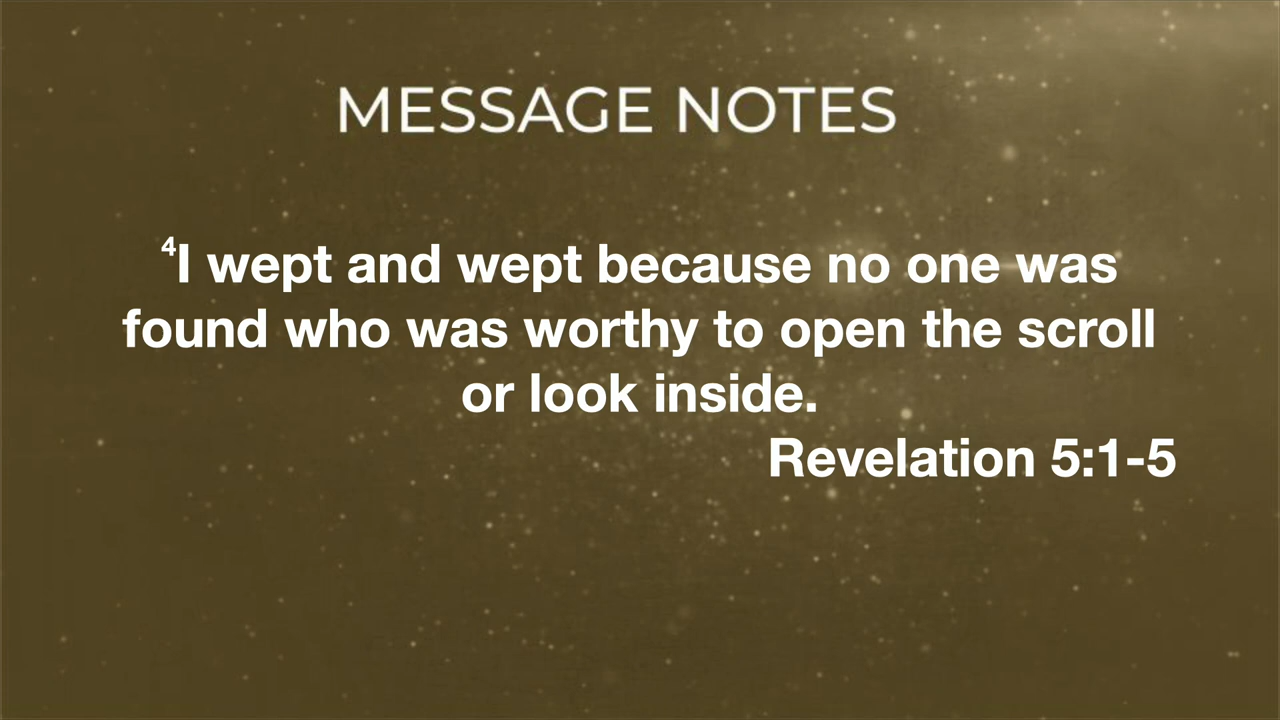 MESSAGE NOTES
⁴I wept and wept because no one was
found who was worthy to open the scroll
or look inside.
Revelation 5:1-5